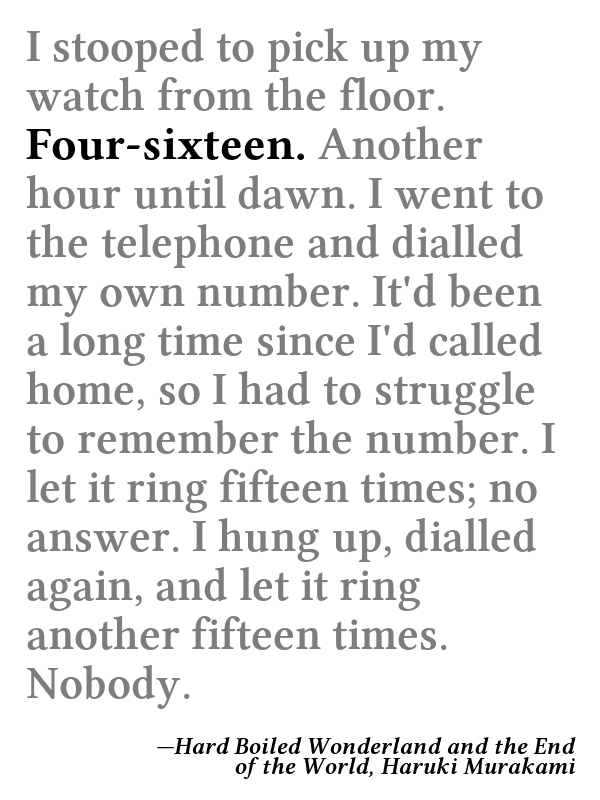 I stooped to pick up my
watch from the floor.
Four-sixteen. Another
hour until dawn. I went to
the telephone and dialled
my own number. It'd been
a long time since I'd called
home, so I had to struggle
to remember the number. I
let it ring fifteen times; no
answer. I hung up, dialled
again, and let it ring
another fifteen times.
Nobody.
—Hard Boiled Wonderland and the End
of the World, Haruki Murakami